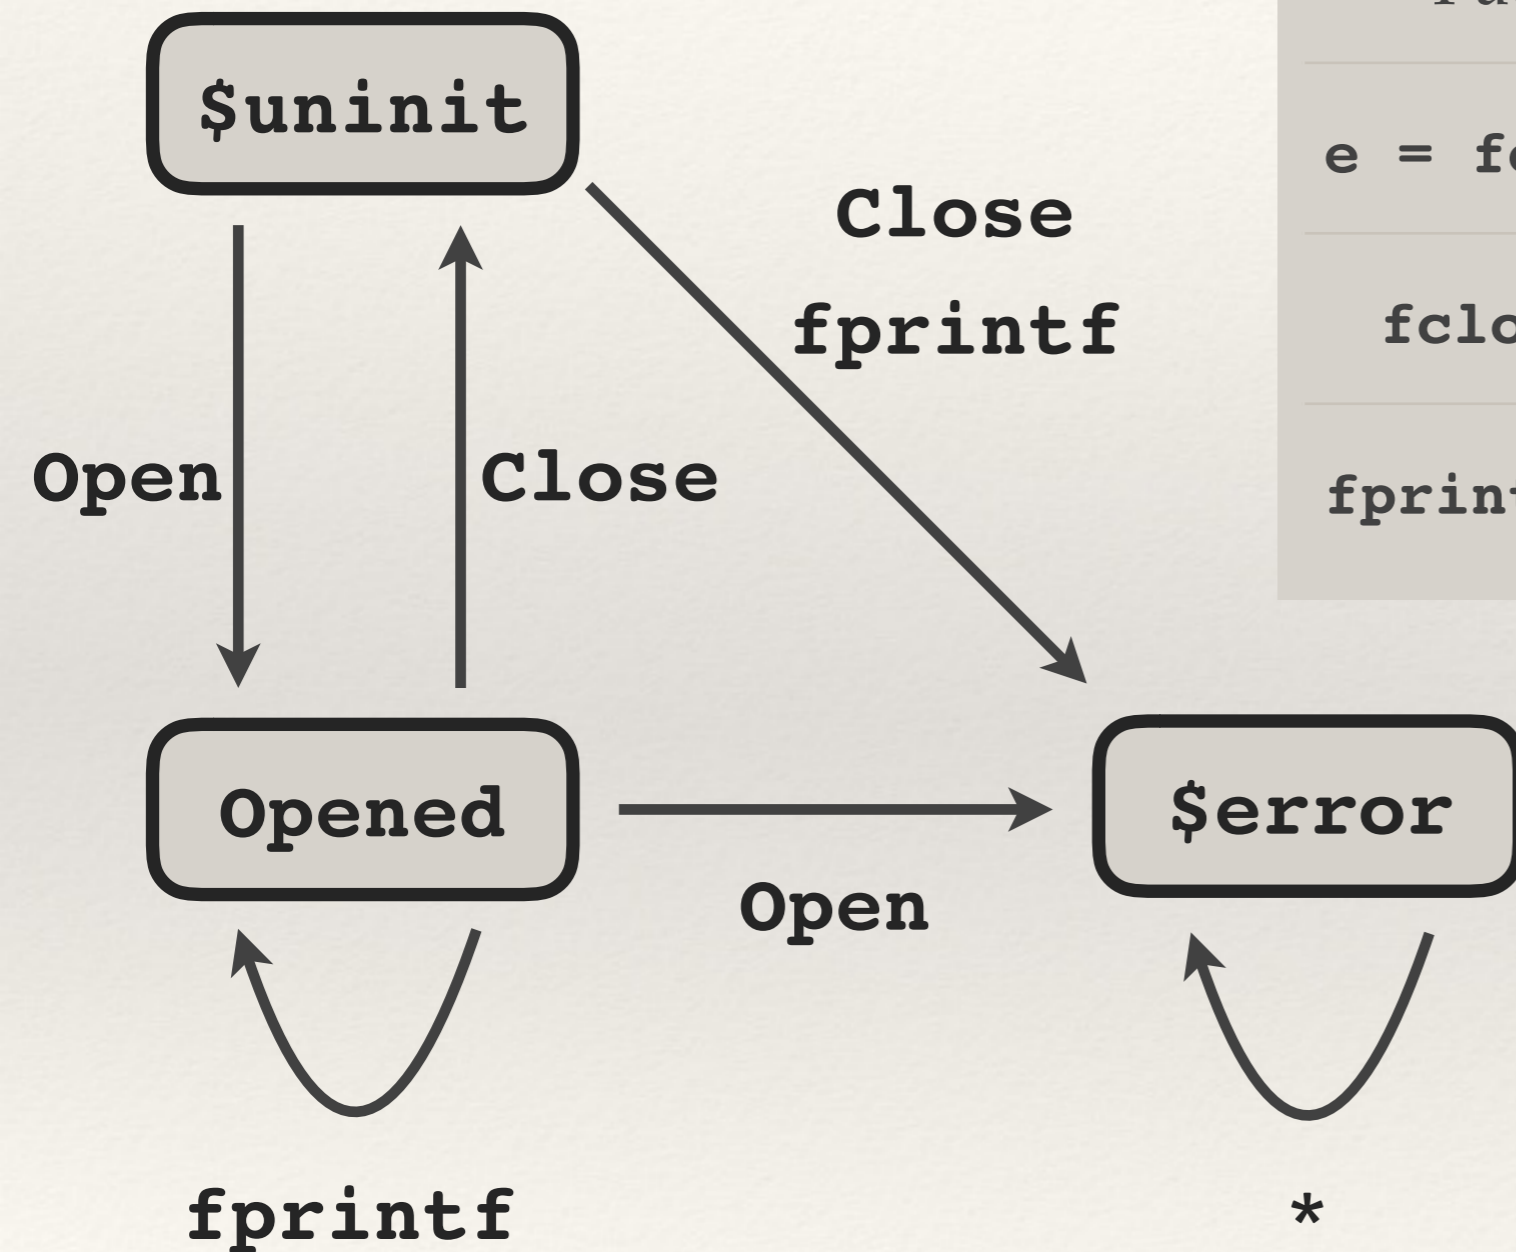 $uninit
Close
fprintf
Open
Close
Opened
$error
Open
fprintf
*
e =